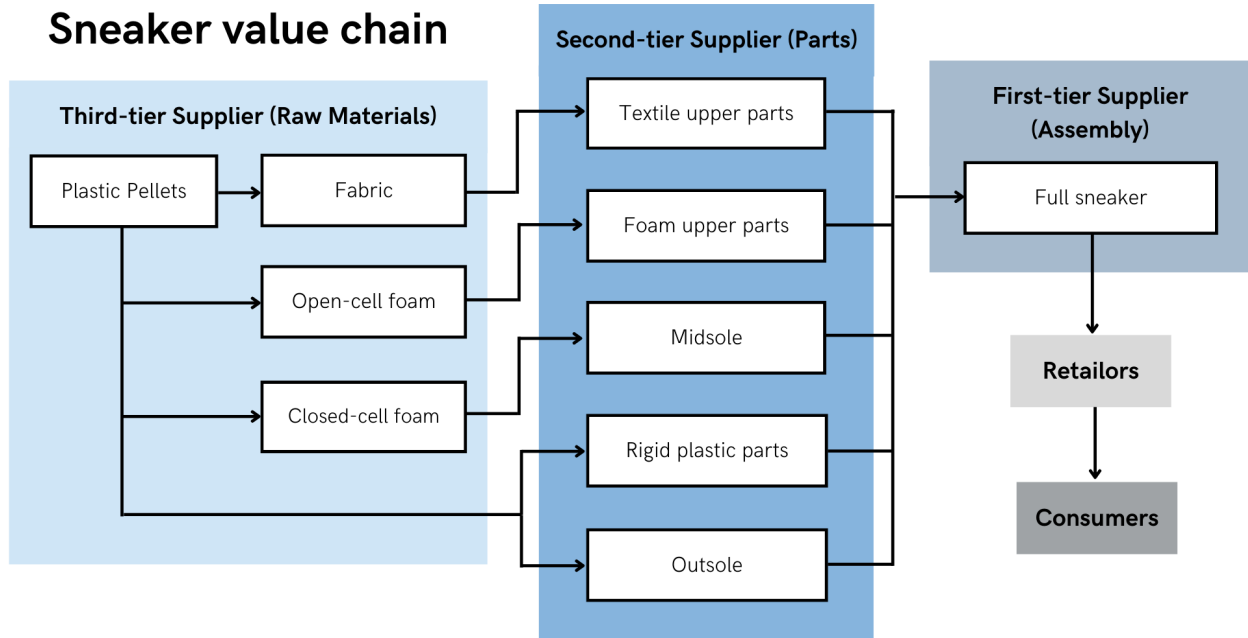 Sneaker value chain
Third-tier Supplier (Raw Materials)
Plastic Pellets
Fabric
Open-cell foam
Closed-cell foam
Second-tier Supplier (Parts)
Textile upper parts
Foam upper parts
Midsole
Rigid plastic parts
Outsole
First-tier Supplier
(Assembly)
Full sneaker
Retailors
Consumers